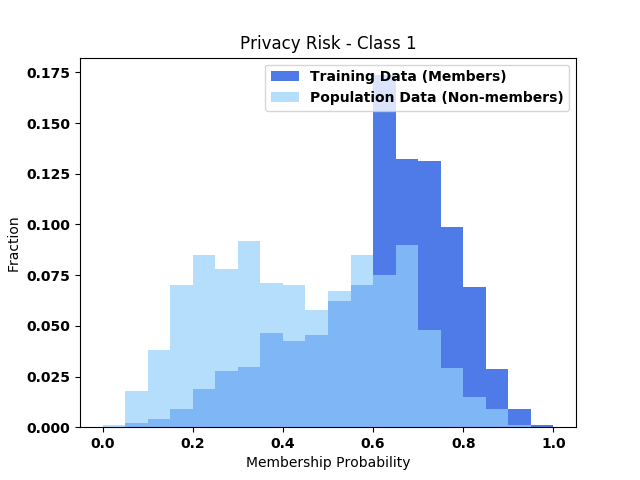 Privacy Risk - Class 1
Training Data (Members)
Population Data (Non-members)
0.175
0.150
0.125
0.100
0.075
0.050
0.025
0.000
Fraction
0.0 0.2 0.4 0.6 0.8 1.0
Membership Probability